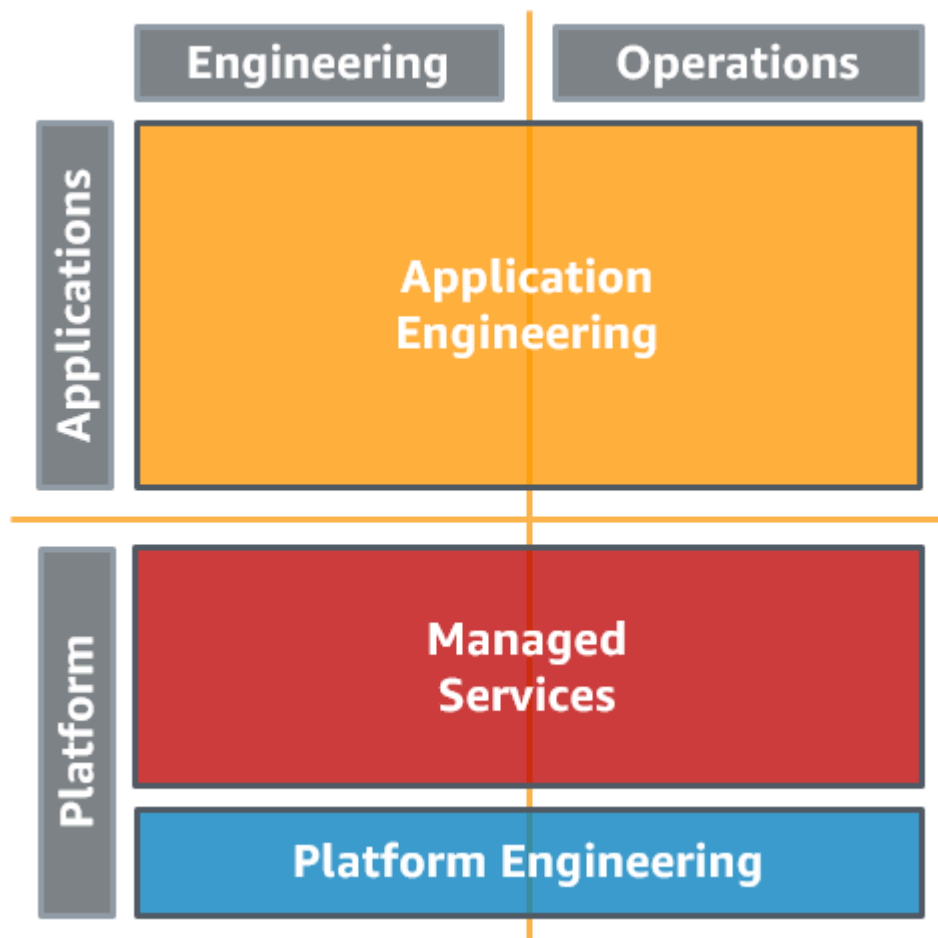 Engineering
Operations
Applications
Application
Engineering
Platform
Managed
Services
Platform Engineering